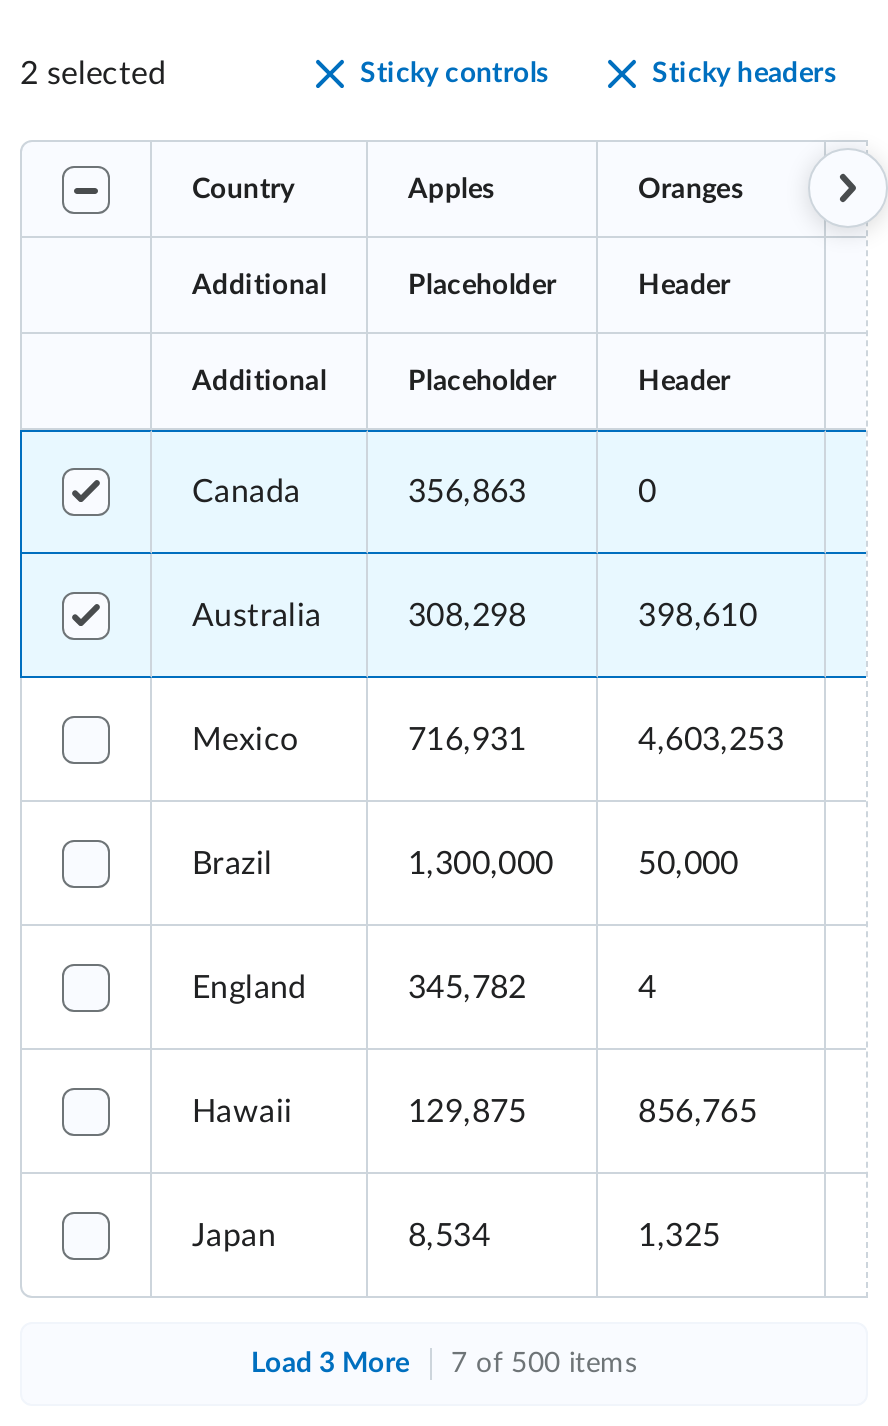 2 selected Sticky controls Sticky headers
Country Apples Oranges
Additional Placeholder Header
Additional Placeholder Header
Canada 356,863 0
Australia 308,298 398,610
Mexico 716,931 4,603,253
Brazil 1,300,000 50,000
England 345,782 4
Hawaii 129,875 856,765
Japan 8,534 1,325
Load 3 More 7 of 500 items